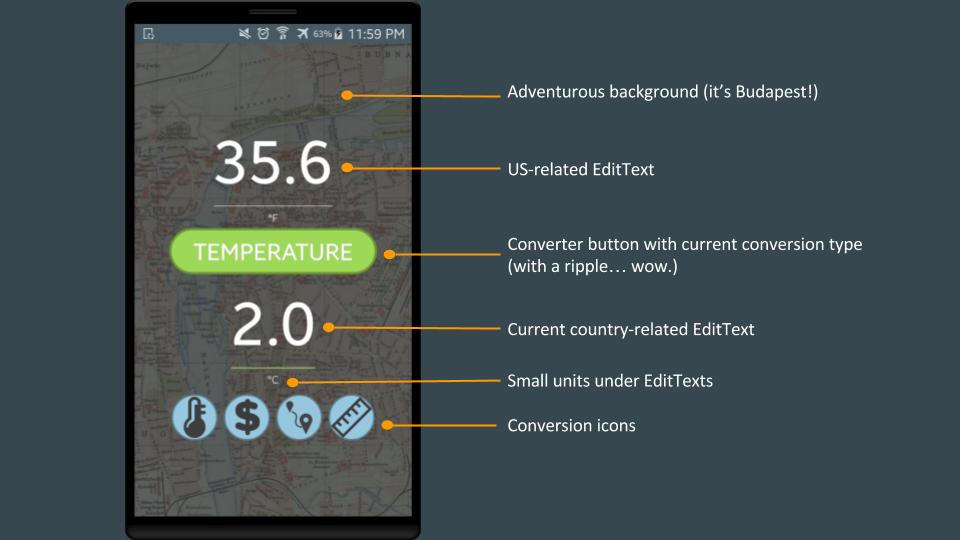 63% 11:59 PM
Adventurous background (it's Budapest!)
35.6
US-related EditText
°F
TEMPERATURE
Converter button with current conversion type
(with a ripple… wow.)
2.0
Current country-related EditText
°C
Small units under EditTexts
$
Conversion icons